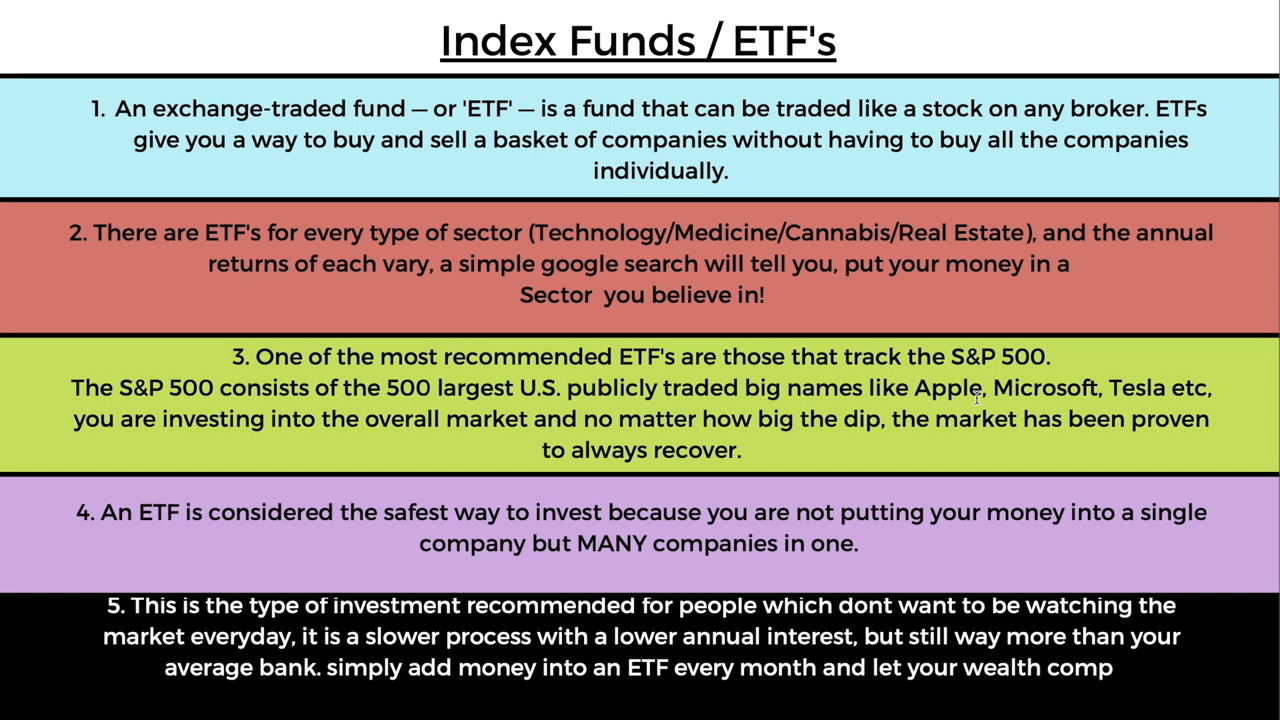 Index Funds / ETF's
1. An exchange-traded fund — or 'ETF' — is a fund that can be traded like a stock on any broker. ETFs
give you a way to buy and sell a basket of companies without having to buy all the companies
individually.
2. There are ETF's for every type of sector (Technology/Medicine/Cannabis/Real Estate), and the annual
returns of each vary, a simple google search will tell you, put your money in a
Sector  you believe in!
3. One of the most recommended ETF's are those that track the S&P 500.
The S&P 500 consists of the 500 largest U.S. publicly traded big names like Apple, Microsoft, Tesla etc,
you are investing into the overall market and no matter how big the dip, the market has been proven
to always recover.
4. An ETF is considered the safest way to invest because you are not putting your money into a single
company but MANY companies in one.
5. This is the type of investment recommended for people which dont want to be watching the
market everyday, it is a slower process with a lower annual interest, but still way more than your
average bank. simply add money into an ETF every month and let your wealth comp